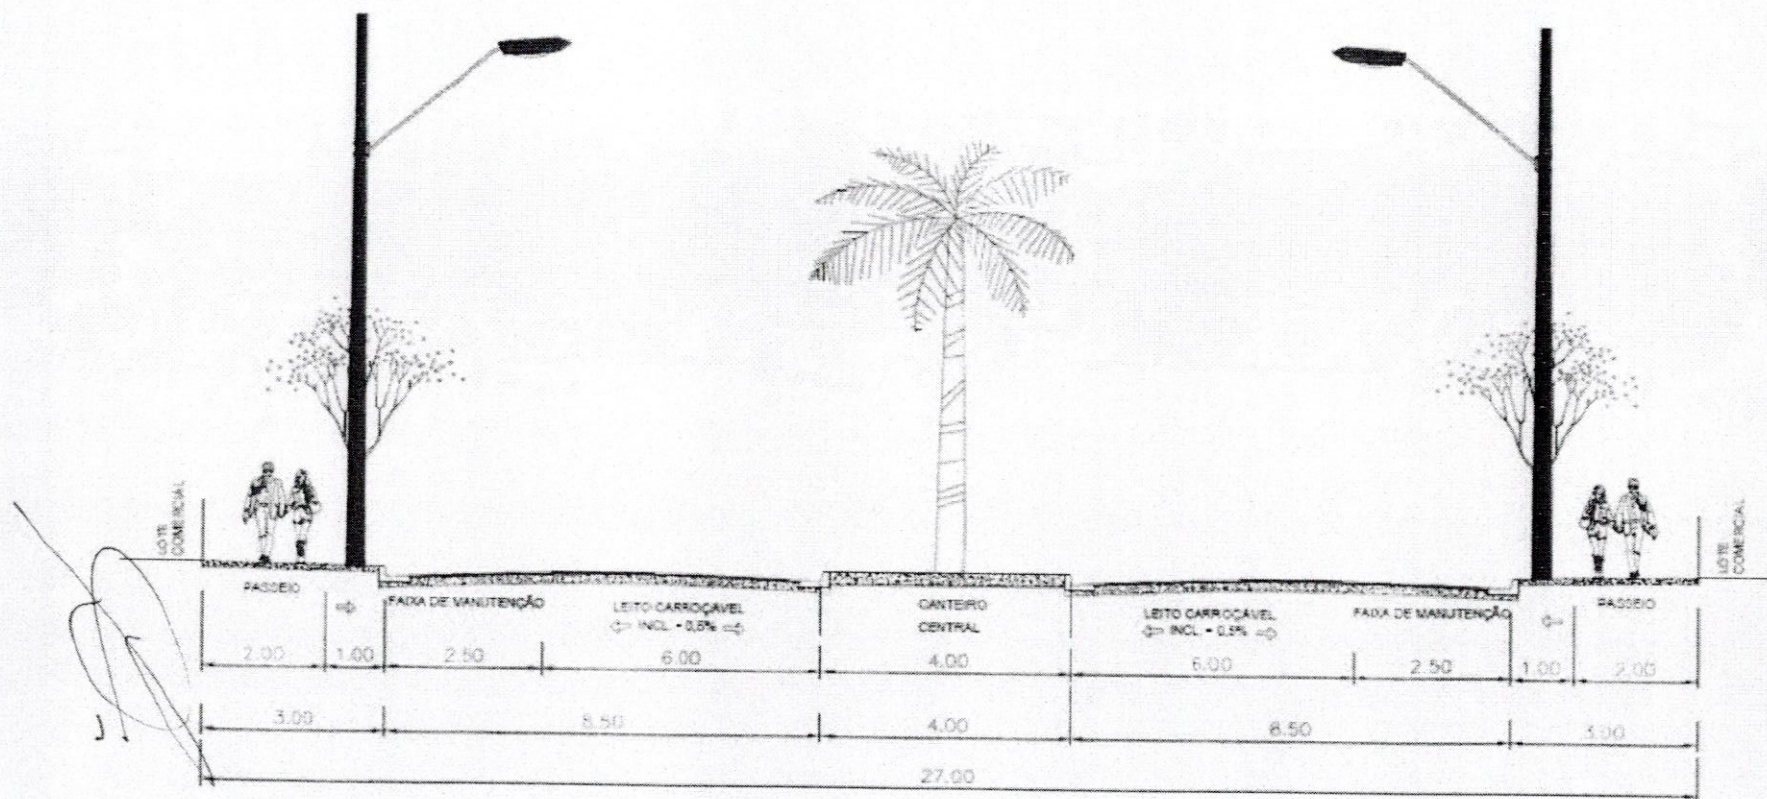 LOTE
COMERCIAL
PASSEIO
FAIXA DE MANUTENÇÃO
LEITO CARROÇÁVEL
INCL. = 0,5%
CANTEIRO
CENTRAL
LEITO CARROÇÁVEL
INCL. = 0,5%
FAIXA DE MANUTENÇÃO
PASSEIO
LOTE
COMERCIAL
2.00 1.00 2.50 6.00 4.00 6.00 2.50 1.00 2.00
3.00 8.50 4.00 8.50 3.00
27.00